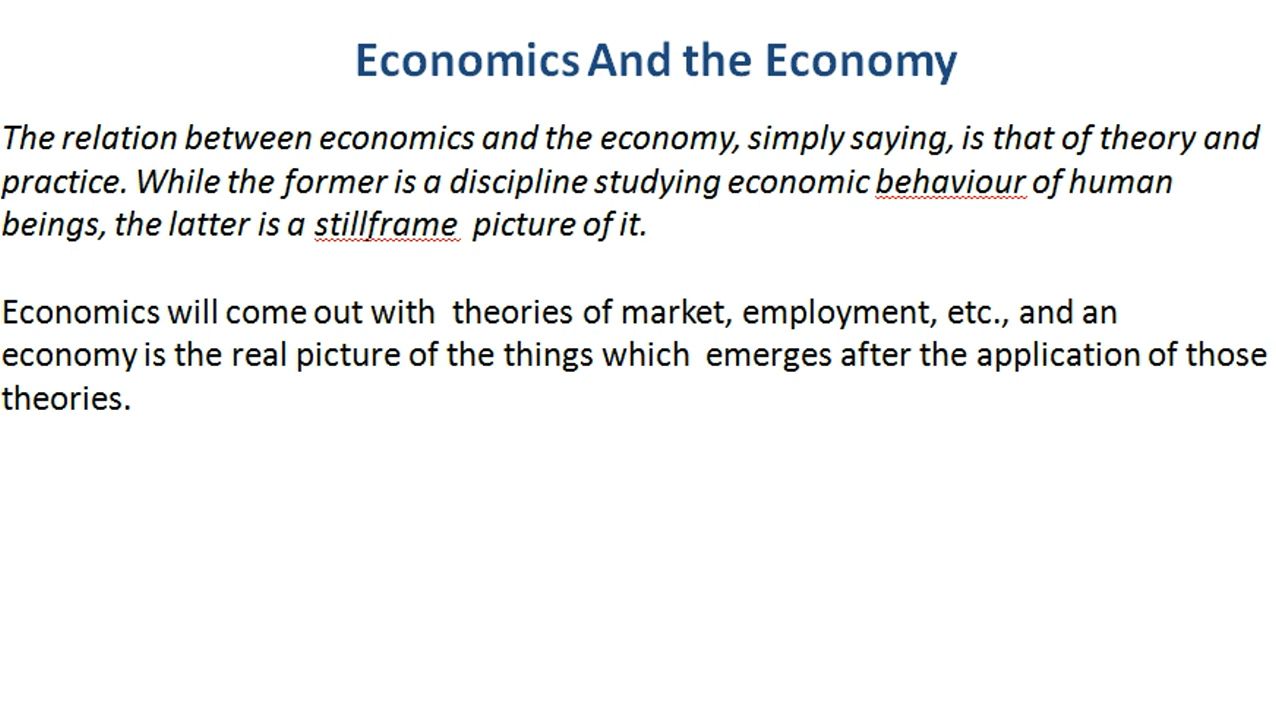 Economics And the Economy
The relation between economics and the economy, simply saying, is that of theory and
practice. While the former is a discipline studying economic behaviour of human
beings, the latter is a stillframe picture of it.
Economics will come out with theories of market, employment, etc., and an
economy is the real picture of the things which emerges after the application of those
theories.